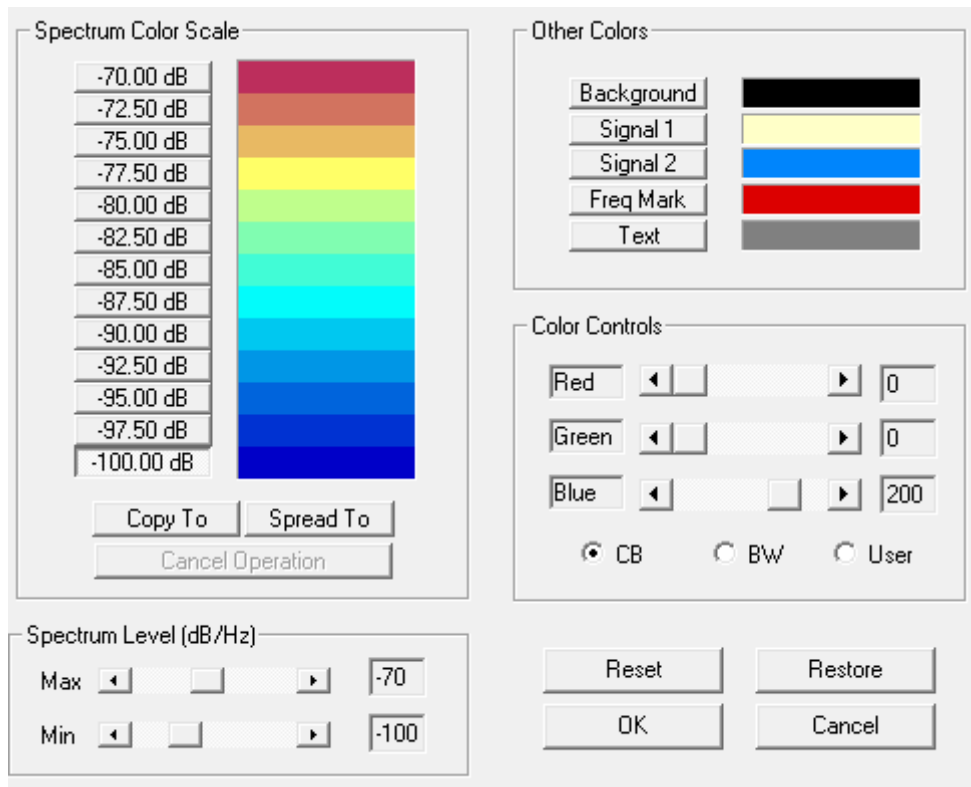 Spectrum Color Scale
-70.00 dB
-72.50 dB
-75.00 dB
-77.50 dB
-80.00 dB
-82.50 dB
-85.00 dB
-87.50 dB
-90.00 dB
-92.50 dB
-95.00 dB
-97.50 dB
-100.00 dB
Copy To Spread To
Cancel Operation
Spectrum Level (dB/Hz)
Max -70
Min -100
Other Colors
Background
Signal 1
Signal 2
Freq Mark
Text
Color Controls
Red 0
Green 0
Blue 200
CB BW User
Reset Restore
OK Cancel